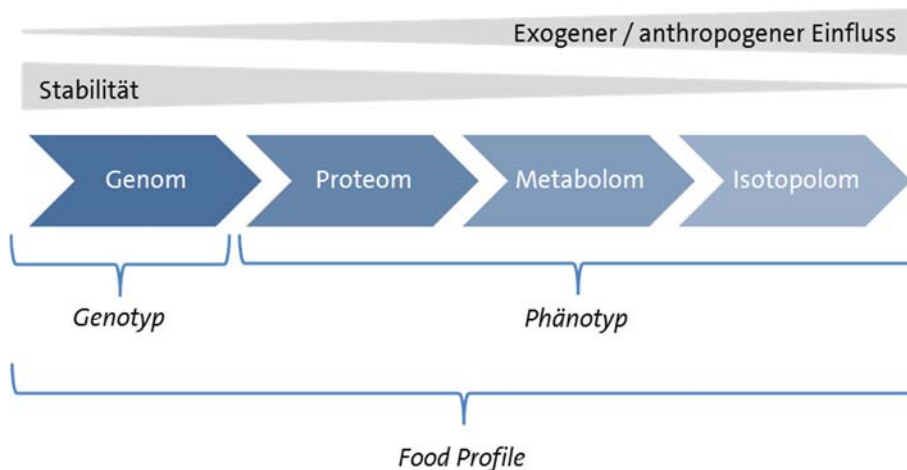 Exogener / anthropogener Einfluss
Stabilität
Genom Proteom Metabolom Isotopolom
Genotyp Phänotyp
Food Profile